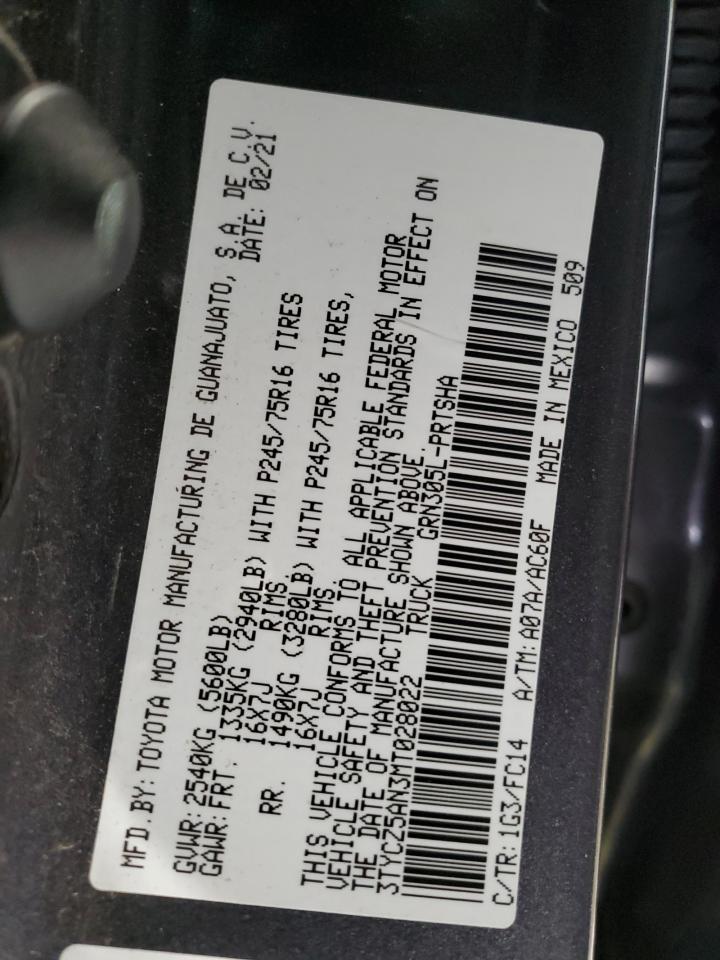 MFD.BY: TOYOTA MOTOR MANUFACTURING DE GUANAJUATO, S.A. DE C.V.
DATE: 02/21
GVWR: 2540KG (5600LB)
GAWR: FRT. 1335KG (2940LB) WITH P245/75R16 TIRES
16X7J RIMS.
RR. 1490KG (3280LB) WITH P245/75R16 TIRES,
16X7J RIMS.
THIS VEHICLE CONFORMS TO ALL APPLICABLE FEDERAL MOTOR
VEHICLE SAFETY AND THEFT PREVENTION STANDARDS IN EFFECT ON
THE DATE OF MANUFACTURE SHOWN ABOVE.
3TYCZ5AN3MT028022 TRUCK GRN305L-PRTSHA
C/TR: 1G3/FC14 A/TM: A07A/AC60F MADE IN MEXICO 509